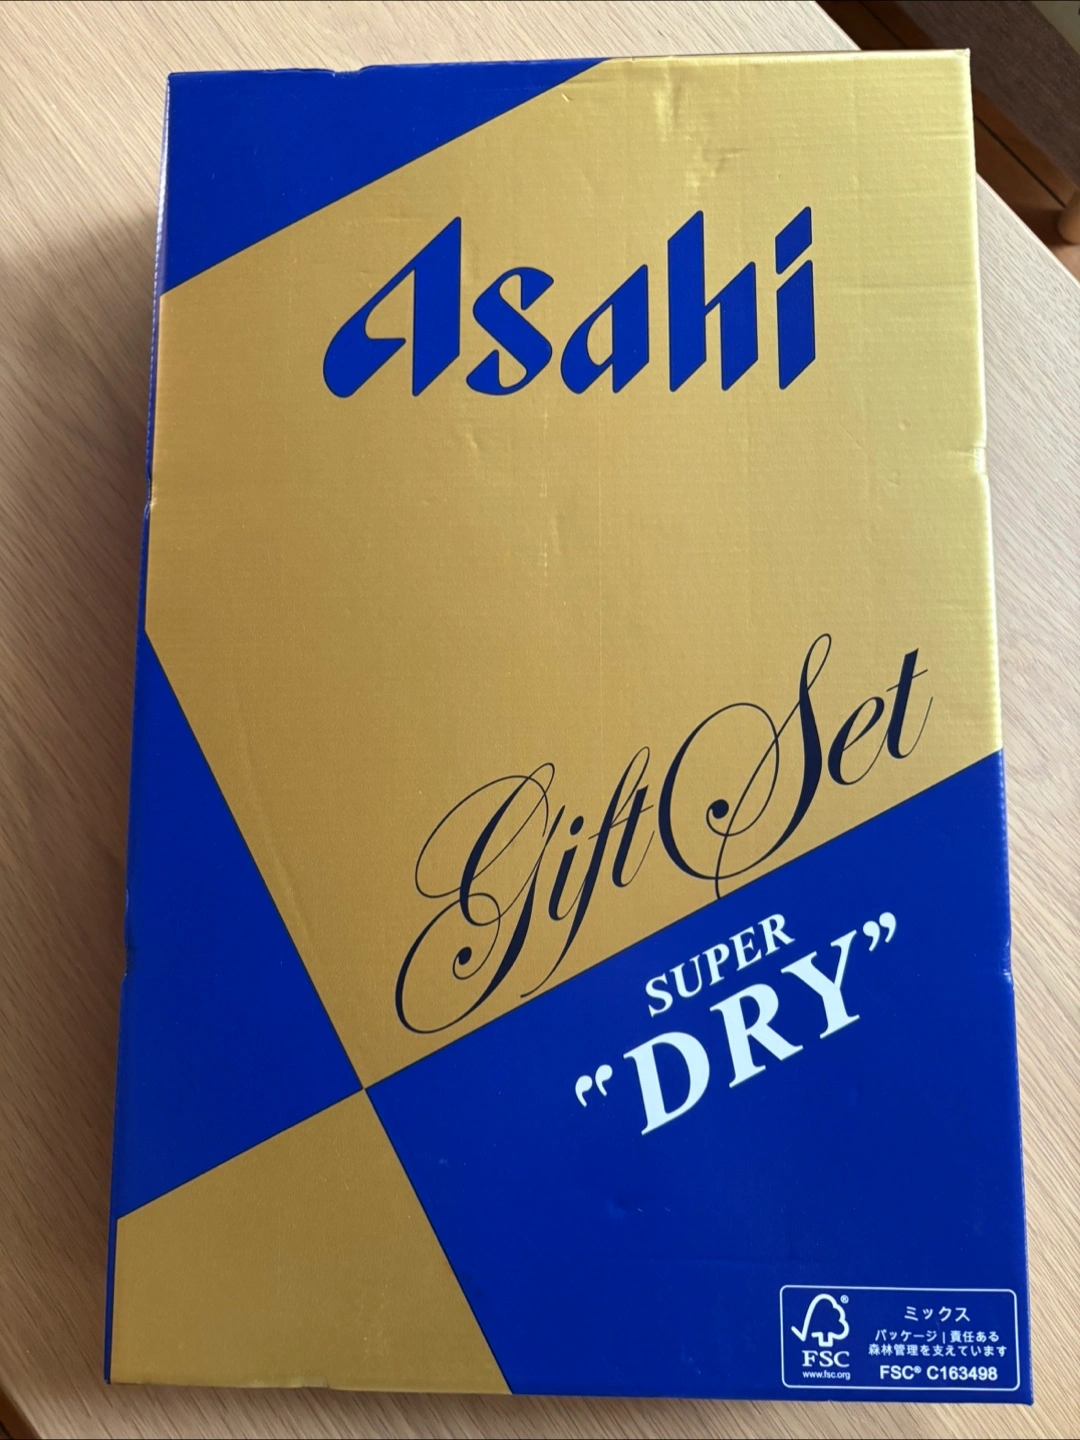 Asahi
Gift Set
SUPER
"DRY"
FSC®
www.fsc.org
ミックス
パッケージ | 責任ある
森林管理を支えています
FSC® C163498